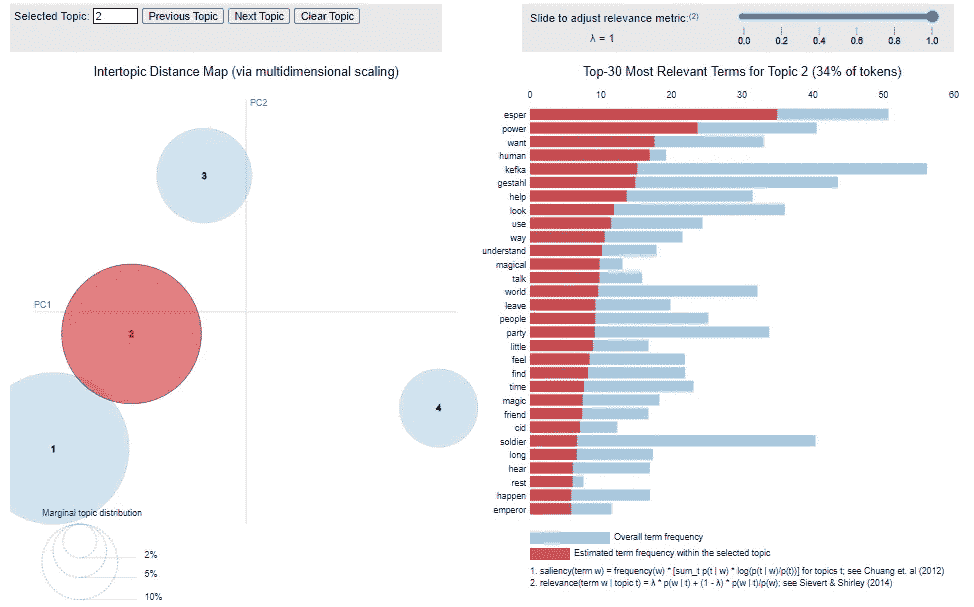 Selected Topic: 2 Previous Topic Next Topic Clear Topic
Slide to adjust relevance metric:(2)
λ = 1
0.0 0.2 0.4 0.6 0.8 1.0
Intertopic Distance Map (via multidimensional scaling)
PC2
PC1
3
2
1
4
Marginal topic distribution
2%
5%
10%
Top-30 Most Relevant Terms for Topic 2 (34% of tokens)
0 10 20 30 40 50 60
esper
power
want
human
kefka
gestahl
help
look
use
way
understand
magical
talk
world
leave
people
party
little
feel
find
time
magic
friend
cid
soldier
long
hear
rest
happen
emperor
Overall term frequency
Estimated term frequency within the selected topic
1. saliency(term w) = frequency(w) * [sum_t p(t | w) * log(p(t | w)/p(t))] for topics t; see Chuang et. al (2012)
2. relevance(term w | topic t) = λ * p(w | t) + (1 - λ) * p(w | t)/p(w); see Sievert & Shirley (2014)